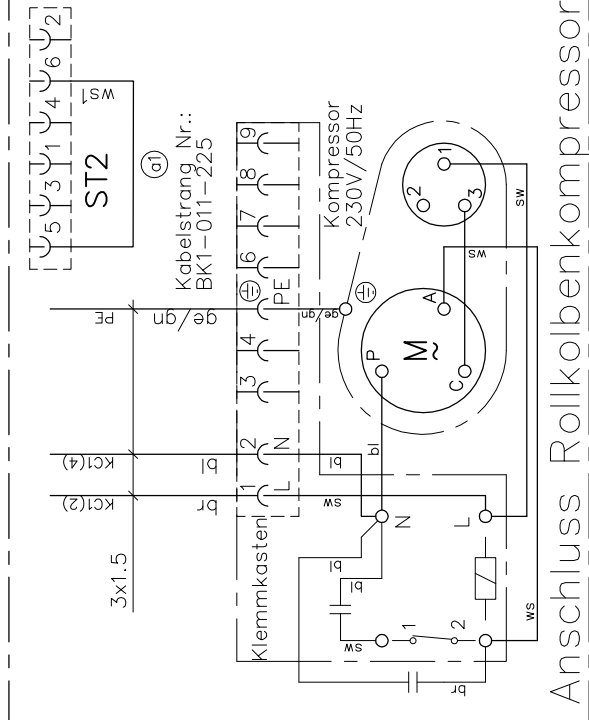 Anschluss Rollkolbenkompressor
ST2
5 3 1 4 6 2
WS1
a1
Kabelstrang Nr.:
BK1-011-225
Kompressor
230V/50Hz
Klemmkasten
1 2 3 4 PE 6 7 8 9
L N
3x1.5
KC1(2)
KC1(4)
PE
br
bl
ge/gn
ge/gn
sw
bl
bl
bl
bl
sw
br
N
L
1 2
P
C
A
M~
1
2
3
sw
ws
ws